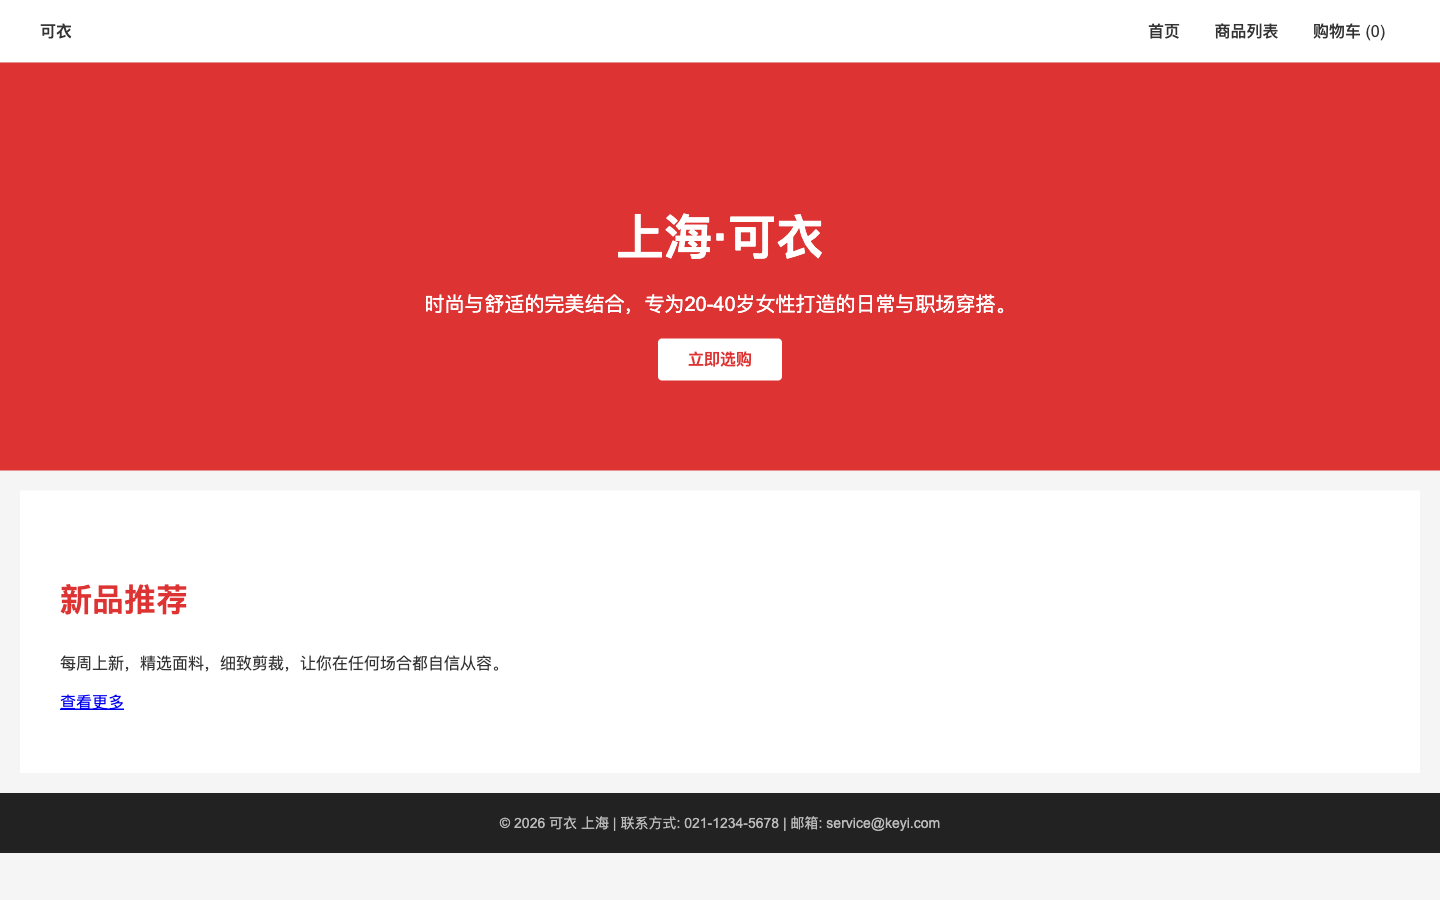 可衣
首页 商品列表 购物车 (0)
上海·可衣
时尚与舒适的完美结合，专为20-40岁女性打造的日常与职场穿搭。
立即选购
新品推荐
每周上新，精选面料，细致剪裁，让你在任何场合都自信从容。
查看更多
© 2026 可衣 上海 | 联系方式: 021-1234-5678 | 邮箱: service@keyi.com